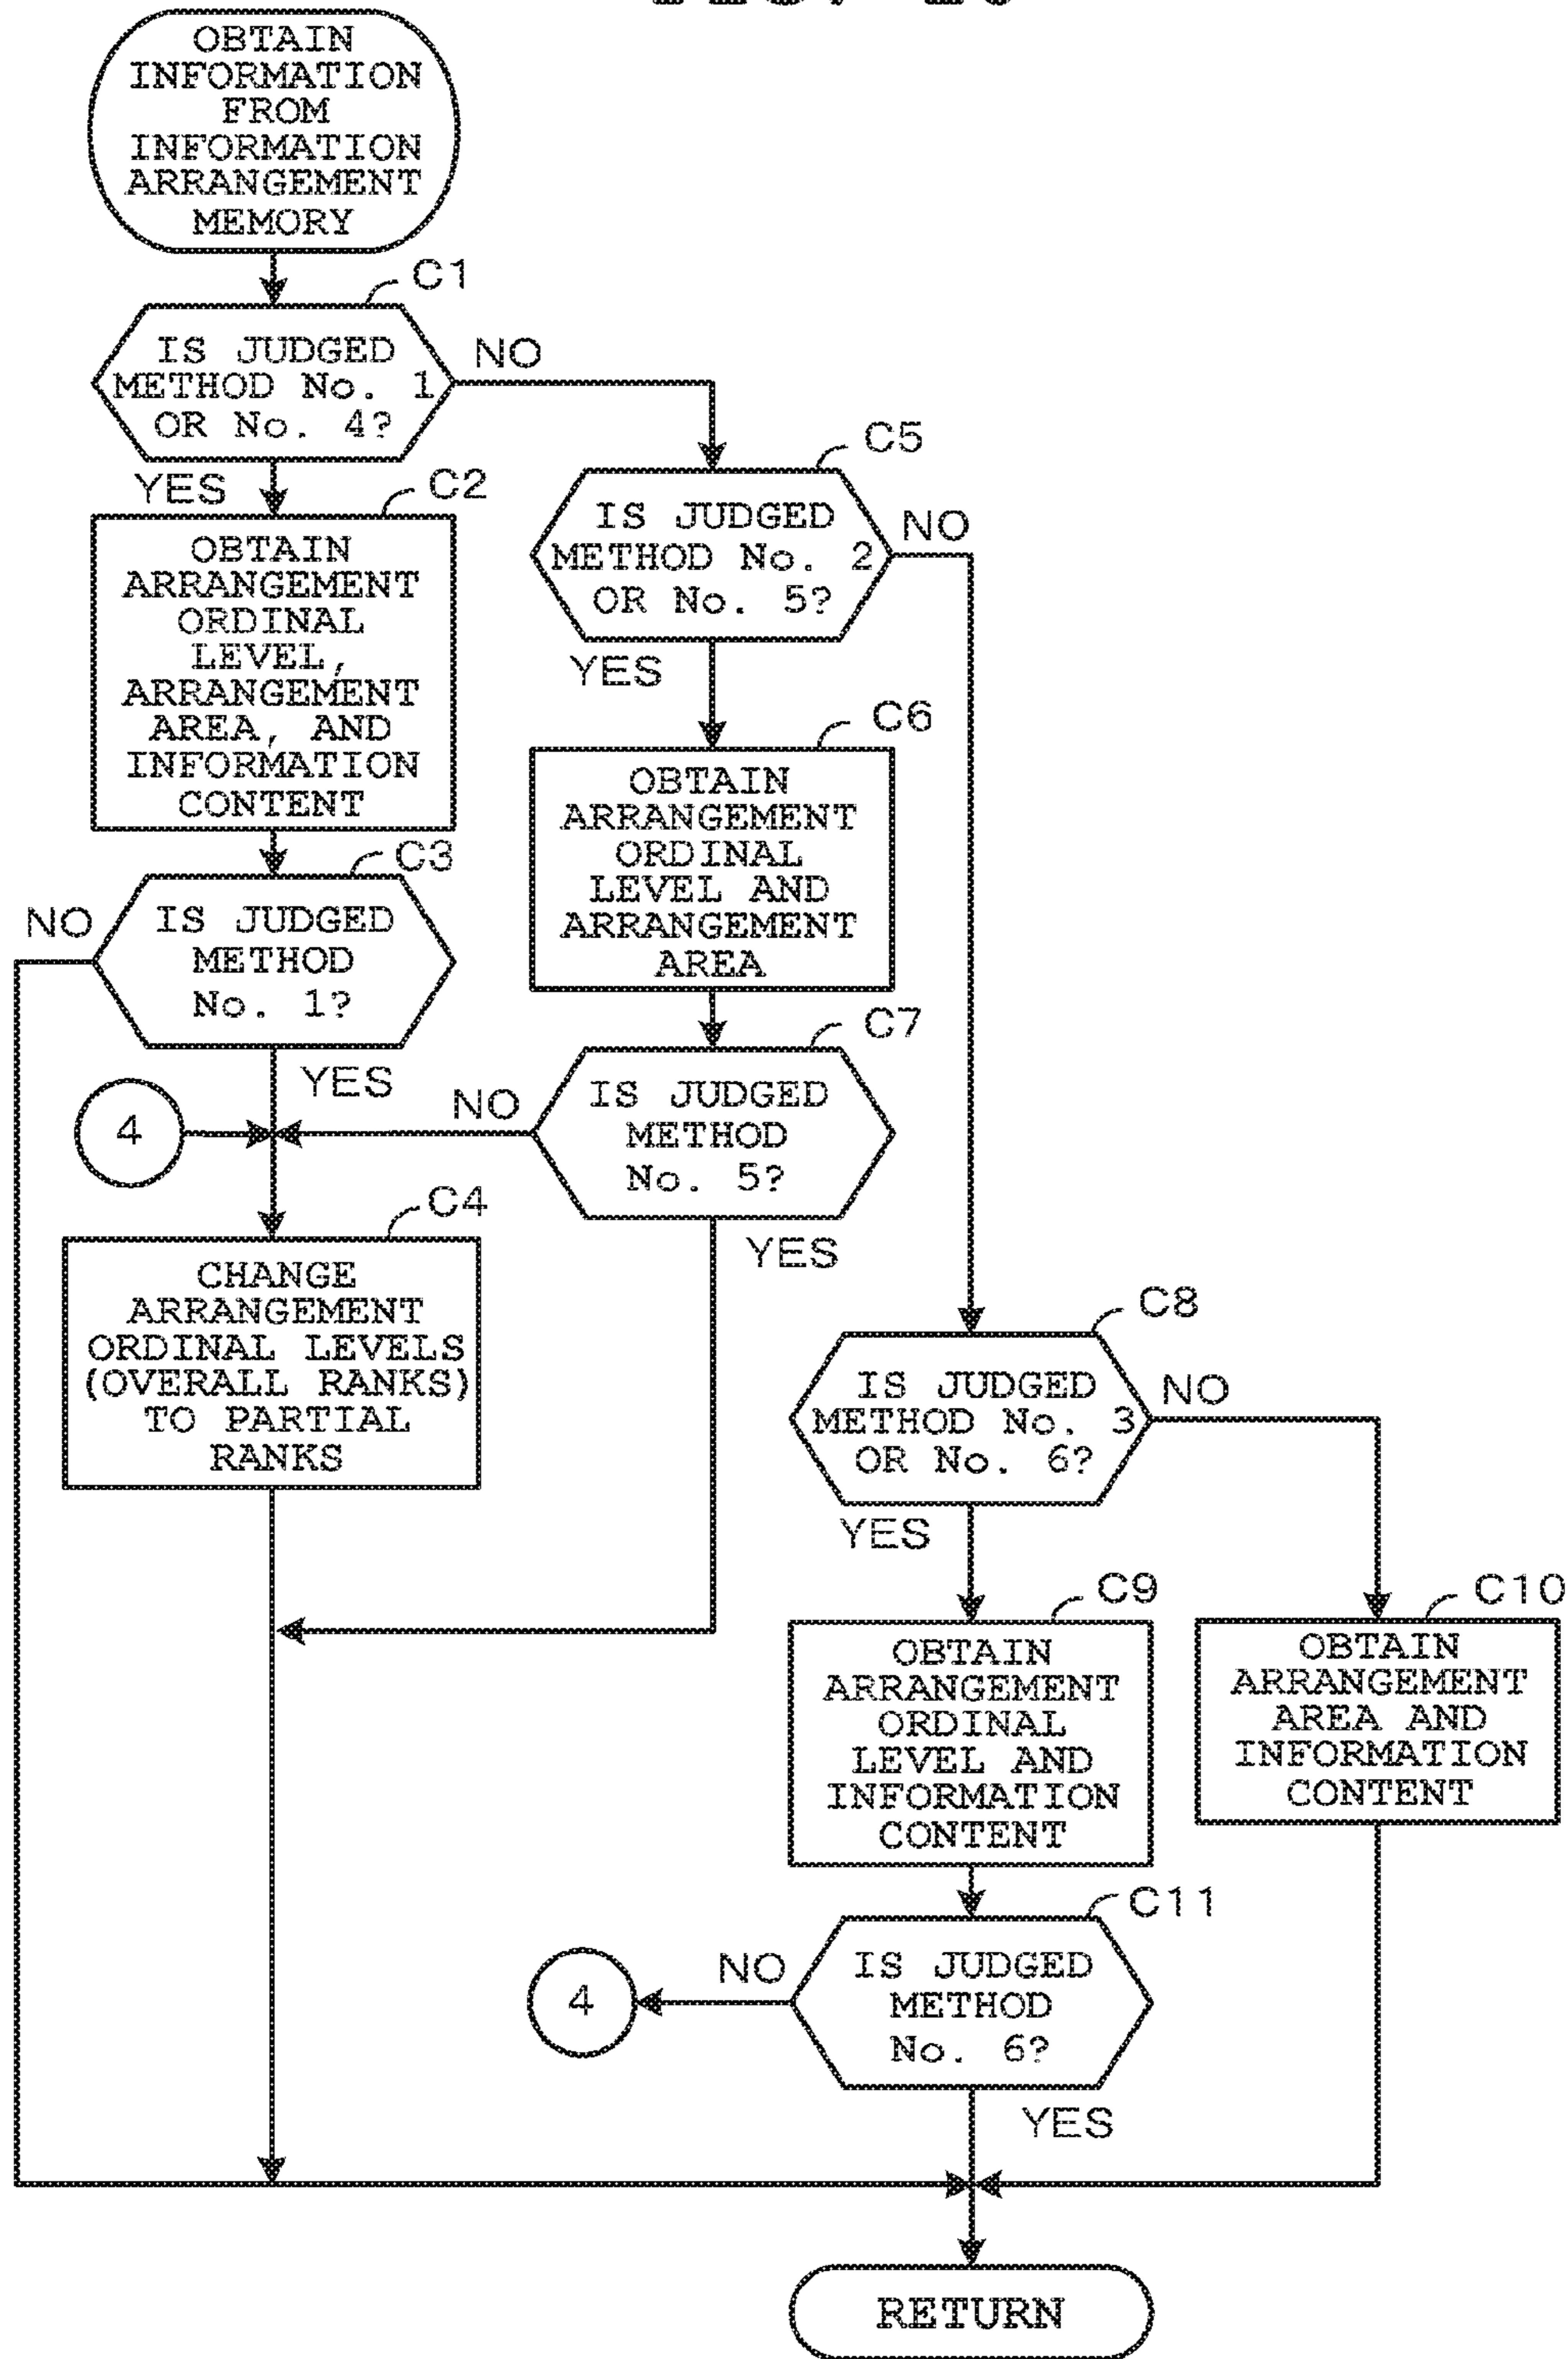 OBTAIN
INFORMATION
FROM
INFORMATION
ARRANGEMENT
MEMORY
C1
IS JUDGED
METHOD No. 1
OR No. 4?
NO
YES
C2
OBTAIN
ARRANGEMENT
ORDINAL
LEVEL,
ARRANGEMENT
AREA, AND
INFORMATION
CONTENT
C3
IS JUDGED
METHOD
No. 1?
NO
YES
4
C4
CHANGE
ARRANGEMENT
ORDINAL LEVELS
(OVERALL RANKS)
TO PARTIAL
RANKS
C5
IS JUDGED
METHOD No. 2
OR No. 5?
NO
YES
C6
OBTAIN
ARRANGEMENT
ORDINAL
LEVEL AND
ARRANGEMENT
AREA
C7
IS JUDGED
METHOD
No. 5?
NO
YES
C8
IS JUDGED
METHOD No. 3
OR No. 6?
NO
YES
C9
OBTAIN
ARRANGEMENT
ORDINAL
LEVEL AND
INFORMATION
CONTENT
C10
OBTAIN
ARRANGEMENT
AREA AND
INFORMATION
CONTENT
C11
IS JUDGED
METHOD
No. 6?
NO
4
YES
RETURN